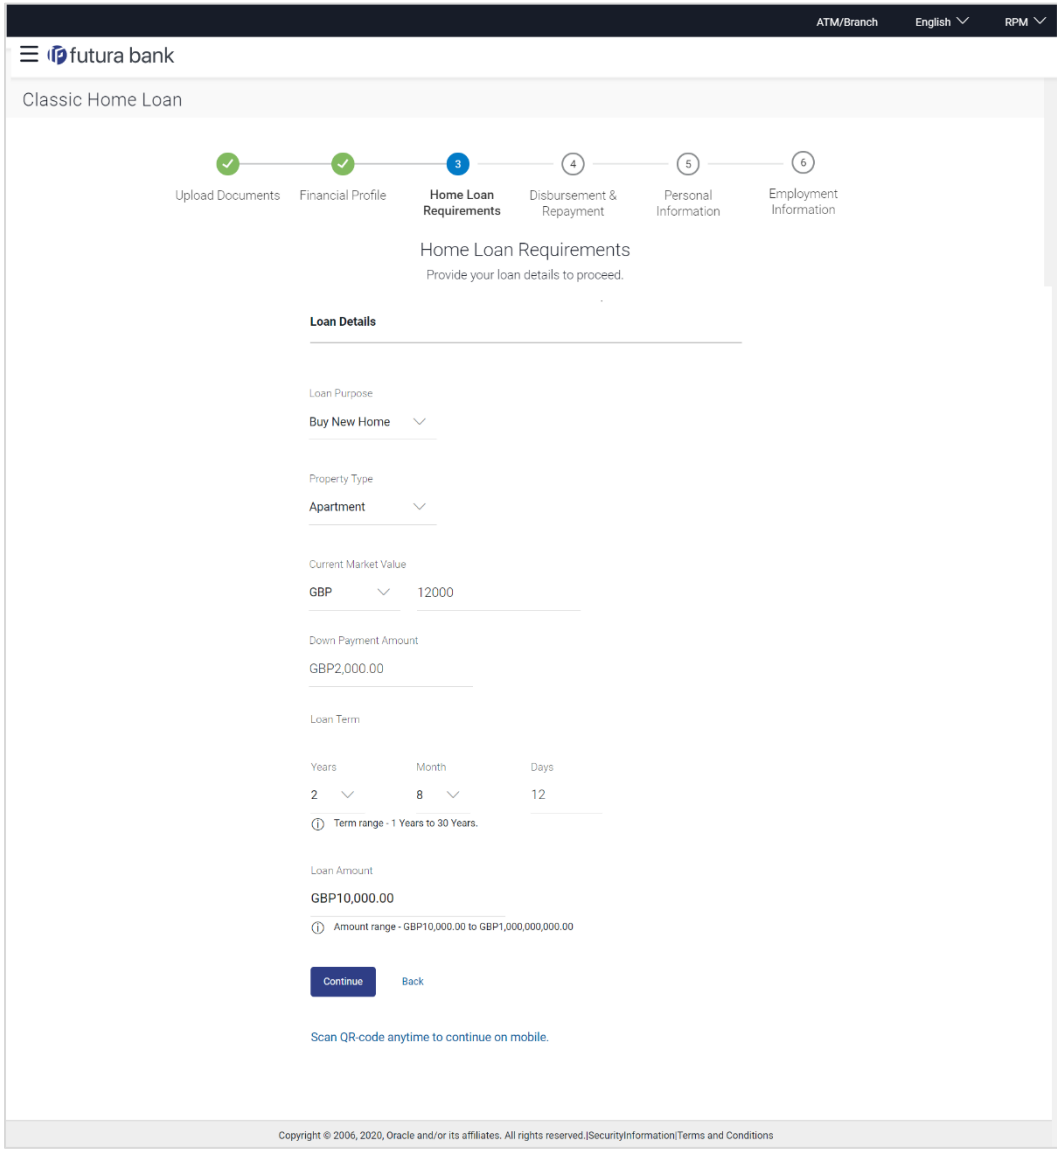 ATM/Branch English RPM
futura bank
Classic Home Loan
3 4 5 6
Upload Documents Financial Profile Home Loan Requirements Disbursement & Repayment Personal Information Employment Information
Home Loan Requirements
Provide your loan details to proceed.
Loan Details
Loan Purpose
Buy New Home
Property Type
Apartment
Current Market Value
GBP 12000
Down Payment Amount
GBP2,000.00
Loan Term
Years Month Days
2 8 12
Term range - 1 Years to 30 Years.
Loan Amount
GBP10,000.00
Amount range - GBP10,000.00 to GBP1,000,000,000.00
Continue Back
Scan QR-code anytime to continue on mobile.
Copyright © 2006, 2020, Oracle and/or its affiliates. All rights reserved.|SecurityInformation|Terms and Conditions